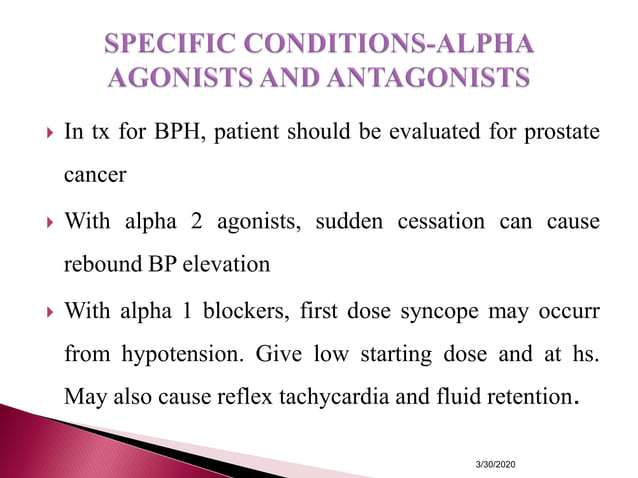 SPECIFIC CONDITIONS-ALPHA
AGONISTS AND ANTAGONISTS
In tx for BPH, patient should be evaluated for prostate
cancer
With alpha 2 agonists, sudden cessation can cause
rebound BP elevation
With alpha 1 blockers, first dose syncope may occurr
from hypotension. Give low starting dose and at hs.
May also cause reflex tachycardia and fluid retention.
3/30/2020